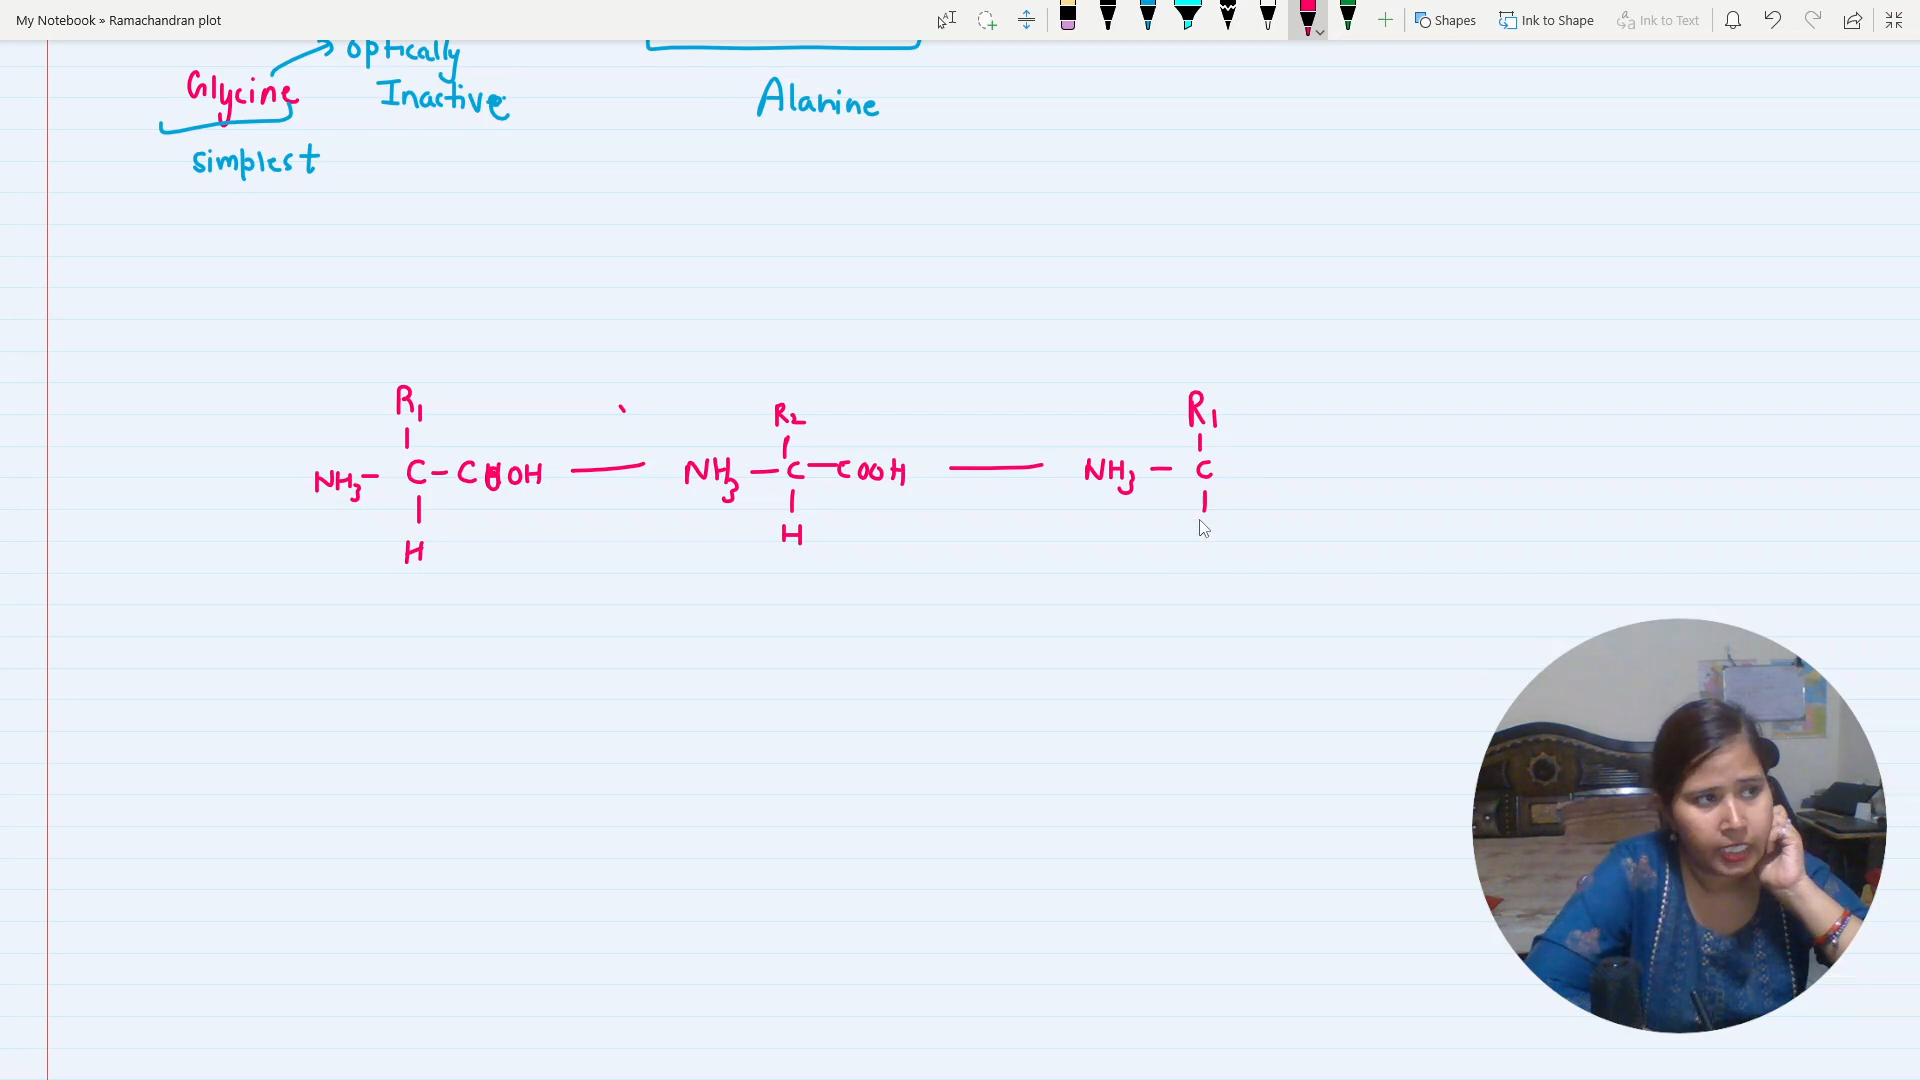 My Notebook » Ramachandran plot
Shapes
Ink to Shape
Ink to Text
optically
Inactive
Glycine
simplest
Alanine
R1
R2
R1
NH3 - C - COOH —— NH3 - C - COOH —— NH3 - C
H
H